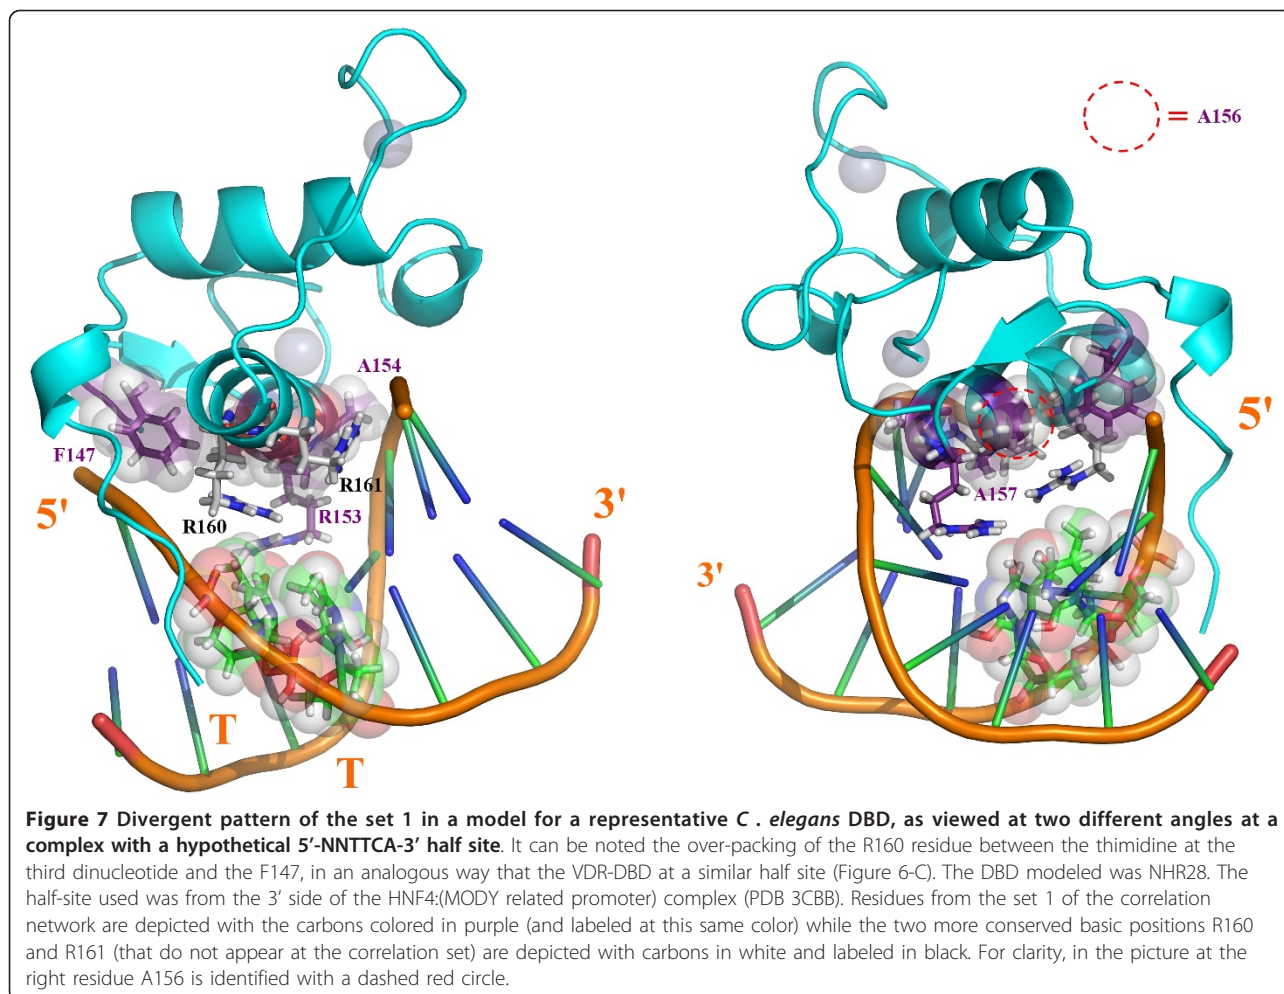 = A156
A154
F147
5'
R161
R160
R153
3'
T
T
5'
A157
3'
Figure 7 Divergent pattern of the set 1 in a model for a representative C . elegans DBD, as viewed at two different angles at a
complex with a hypothetical 5′-NNTTCA-3′ half site. It can be noted the over-packing of the R160 residue between the thimidine at the
third dinucleotide and the F147, in an analogous way that the VDR-DBD at a similar half site (Figure 6-C). The DBD modeled was NHR28. The
half-site used was from the 3′ side of the HNF4:(MODY related promoter) complex (PDB 3CBB). Residues from the set 1 of the correlation
network are depicted with the carbons colored in purple (and labeled at this same color) while the two more conserved basic positions R160
and R161 (that do not appear at the correlation set) are depicted with carbons in white and labeled in black. For clarity, in the picture at the
right residue A156 is identified with a dashed red circle.